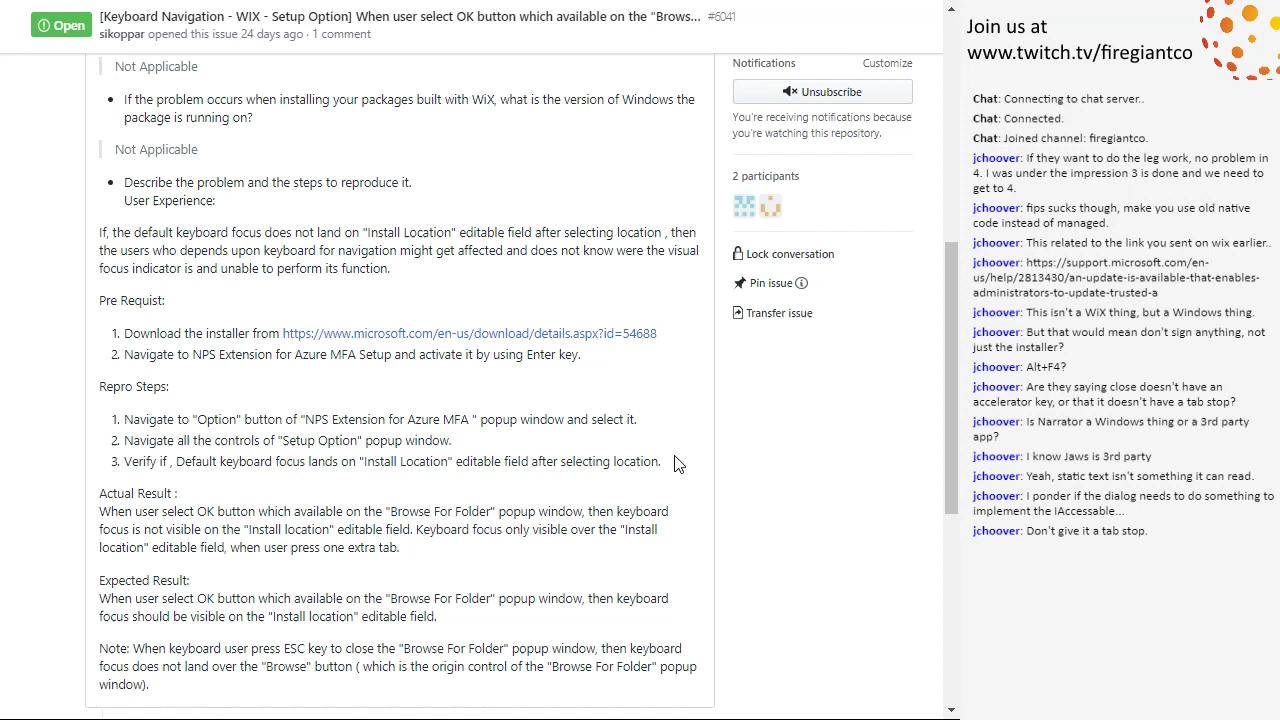 Open
[Keyboard Navigation - WIX - Setup Option] When user select OK button which available on the "Brows... #6041
sikoppar opened this issue 24 days ago · 1 comment
Not Applicable
• If the problem occurs when installing your packages built with WiX, what is the version of Windows the
package is running on?
Not Applicable
• Describe the problem and the steps to reproduce it.
User Experience:
If, the default keyboard focus does not land on "Install Location" editable field after selecting location , then
the users who depends upon keyboard for navigation might get affected and does not know were the visual
focus indicator is and unable to perform its function.
Pre Requist:
1. Download the installer from https://www.microsoft.com/en-us/download/details.aspx?id=54688
2. Navigate to NPS Extension for Azure MFA Setup and activate it by using Enter key.
Repro Steps:
1. Navigate to "Option" button of "NPS Extension for Azure MFA " popup window and select it.
2. Navigate all the controls of "Setup Option" popup window.
3. Verify if , Default keyboard focus lands on "Install Location" editable field after selecting location.
Actual Result :
When user select OK button which available on the "Browse For Folder" popup window, then keyboard
focus is not visible on the "Install location" editable field. Keyboard focus only visible over the "Install
location" editable field, when user press one extra tab.
Expected Result:
When user select OK button which available on the "Browse For Folder" popup window, then keyboard
focus should be visible on the "Install location" editable field.
Note: When keyboard user press ESC key to close the "Browse For Folder" popup window, then keyboard
focus does not land over the "Browse" button ( which is the origin control of the "Browse For Folder" popup
window).
Notifications Customize
Unsubscribe
You're receiving notifications because
you're watching this repository.
2 participants
Lock conversation
Pin issue
Transfer issue
Join us at
www.twitch.tv/firegiantco
Chat: Connecting to chat server..
Chat: Connected.
Chat: Joined channel: firegiantco.
jchoover: If they want to do the leg work, no problem in
4. I was under the impression 3 is done and we need to
get to 4.
jchoover: fips sucks though, make you use old native
code instead of managed.
jchoover: This related to the link you sent on wix earlier..
jchoover: https://support.microsoft.com/en-
us/help/2813430/an-update-is-available-that-enables-
administrators-to-update-trusted-a
jchoover: This isn't a WiX thing, but a Windows thing.
jchoover: But that would mean don't sign anything, not
just the installer?
jchoover: Alt+F4?
jchoover: Are they saying close doesn't have an
accelerator key, or that it doesn't have a tab stop?
jchoover: Is Narrator a Windows thing or a 3rd party
app?
jchoover: I know Jaws is 3rd party
jchoover: Yeah, static text isn't something it can read.
jchoover: I ponder if the dialog needs to do something to
implement the IAccessable...
jchoover: Don't give it a tab stop.